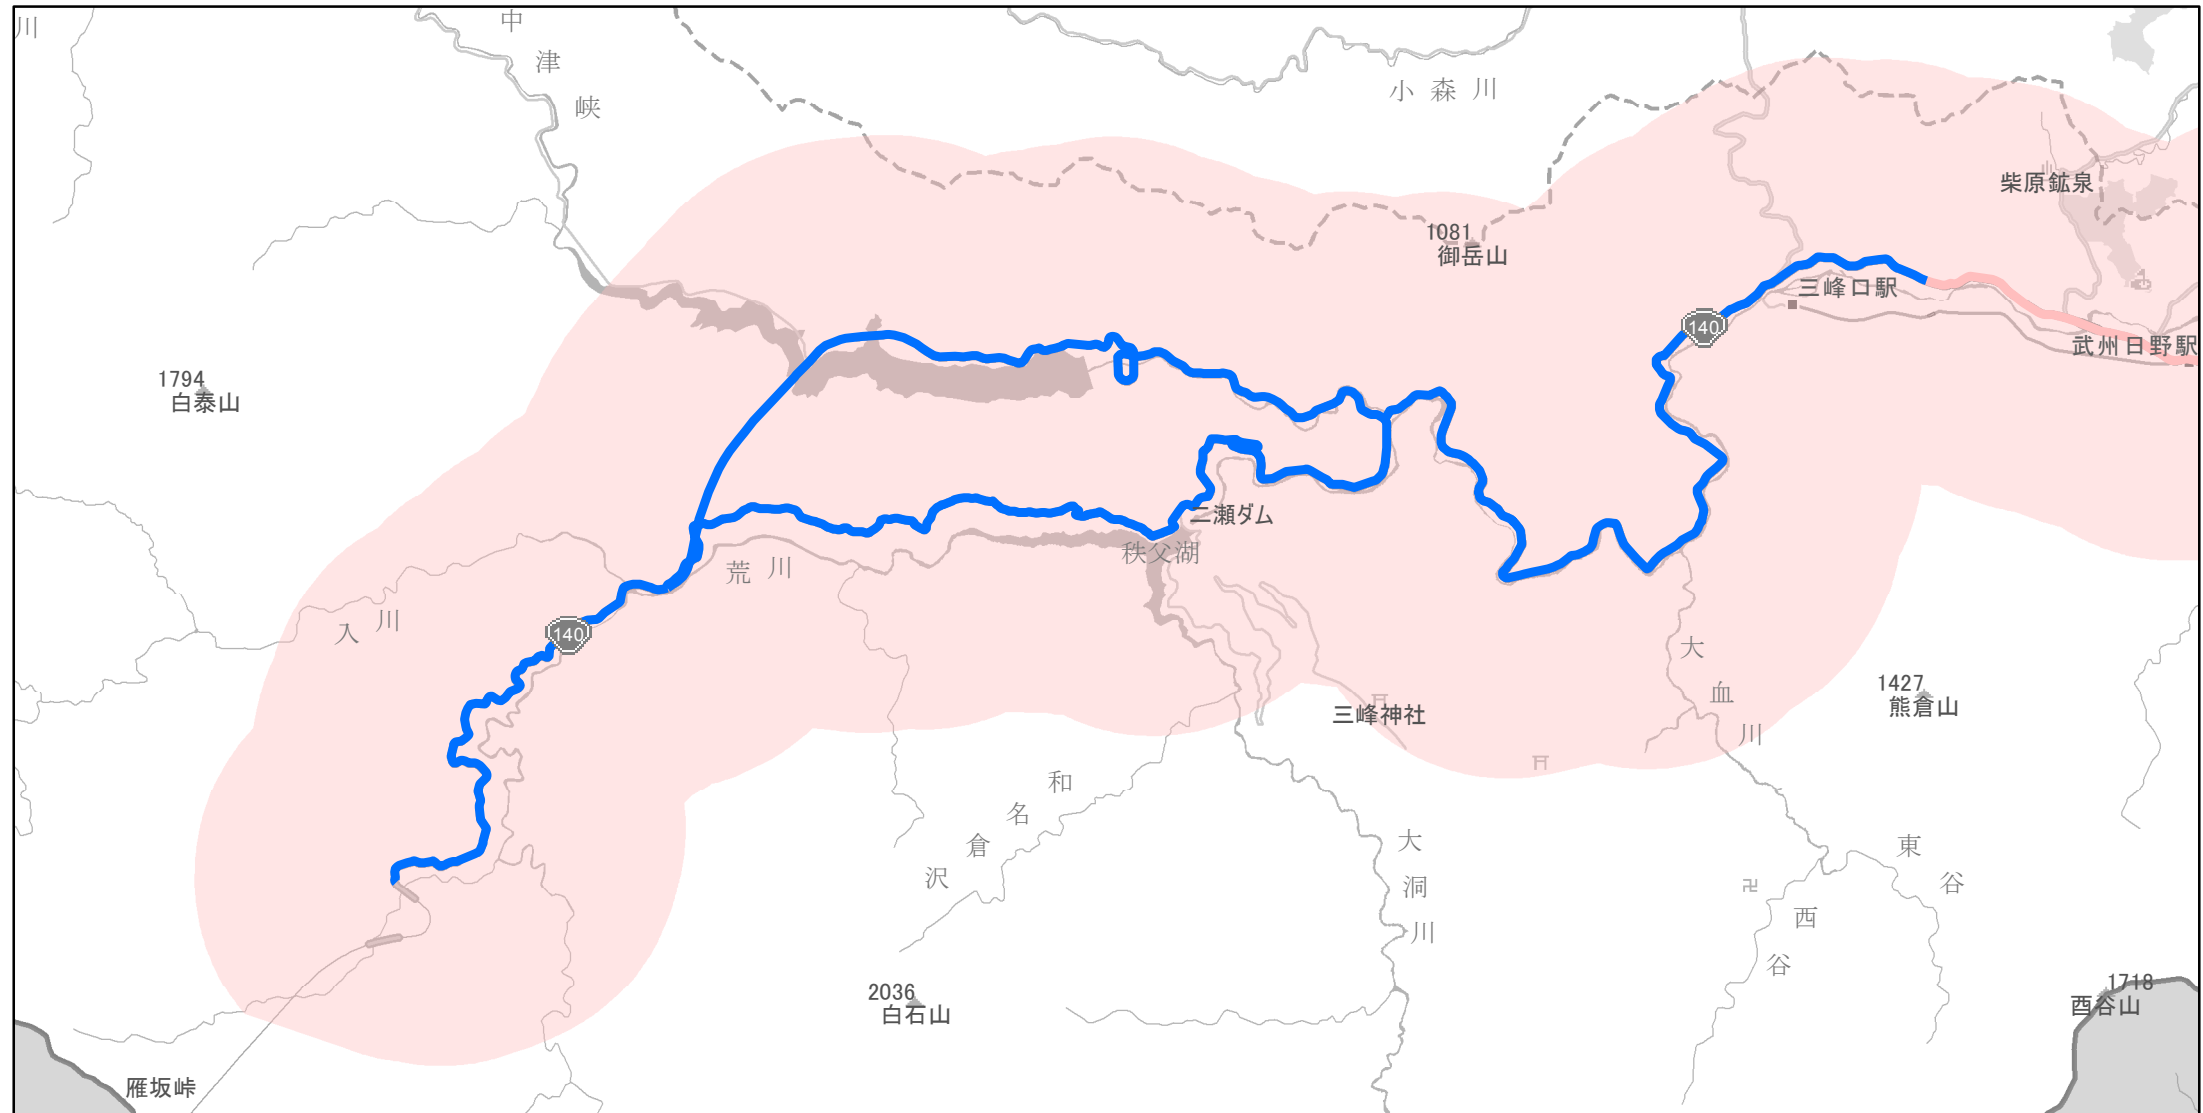 川
中津峡
小森川
柴原鉱泉
1081
御岳山
三峰口駅
140
武州日野駅
1794
白泰山
二瀬ダム
秩父湖
荒川
入川
140
大血川
1427
熊倉山
三峰神社
和名倉沢
大洞川
東谷
西谷
2036
白石山
1718
酉谷山
雁坂峠